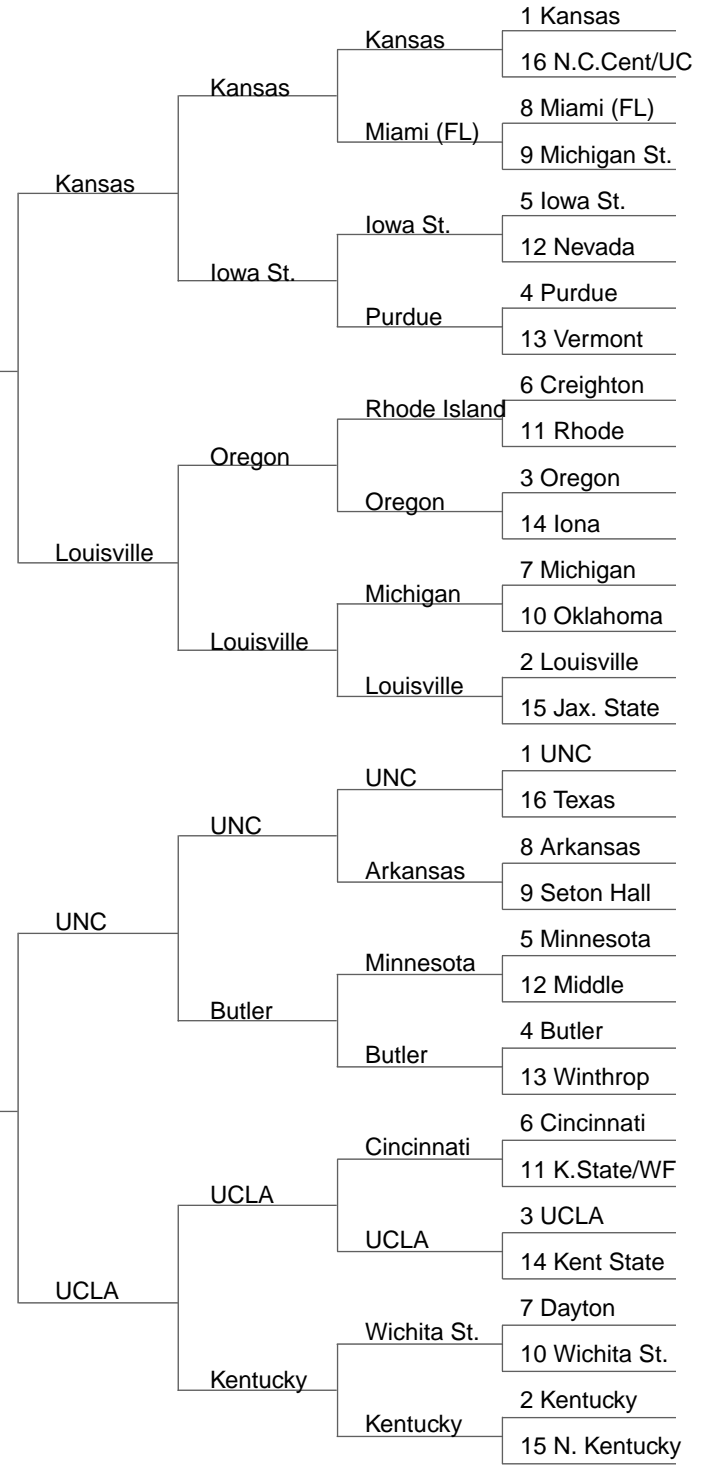 1 Kansas
Kansas
16 N.C.Cent/UC
Kansas
8 Miami (FL)
Miami (FL)
9 Michigan St.
Kansas
5 Iowa St.
Iowa St.
12 Nevada
Iowa St.
4 Purdue
Purdue
13 Vermont
6 Creighton
Rhode Island
11 Rhode
Oregon
3 Oregon
Oregon
14 Iona
Louisville
7 Michigan
Michigan
10 Oklahoma
Louisville
2 Louisville
Louisville
15 Jax. State
1 UNC
UNC
16 Texas
UNC
8 Arkansas
Arkansas
9 Seton Hall
UNC
5 Minnesota
Minnesota
12 Middle
Butler
4 Butler
Butler
13 Winthrop
6 Cincinnati
Cincinnati
11 K.State/WF
UCLA
3 UCLA
UCLA
14 Kent State
UCLA
7 Dayton
Wichita St.
10 Wichita St.
Kentucky
2 Kentucky
Kentucky
15 N. Kentucky